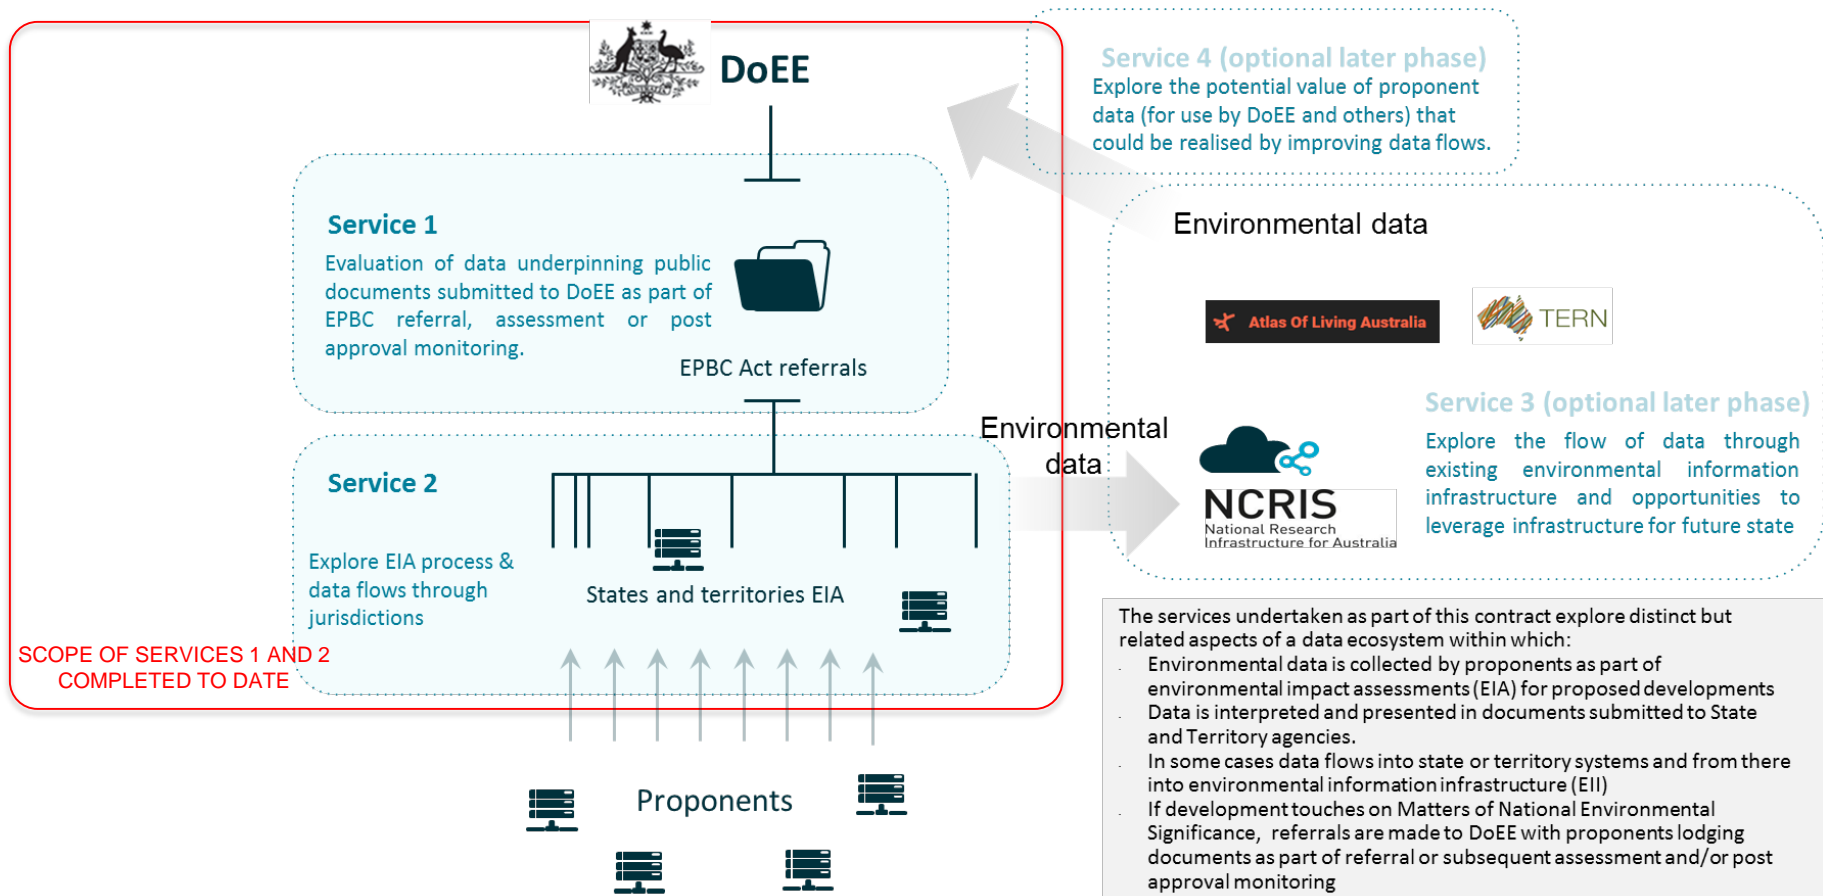 DoEE
AUSTRALIA
Service 1
Evaluation of data underpinning public
documents submitted to DoEE as part of
EPBC referral, assessment or post
approval monitoring.
EPBC Act referrals
Service 2
Explore EIA process &
data flows through
jurisdictions
States and territories EIA
SCOPE OF SERVICES 1 AND 2
COMPLETED TO DATE
Proponents
Environmental
data
Service 4 (optional later phase)
Explore the potential value of proponent
data (for use by DoEE and others) that
could be realised by improving data flows.
Environmental data
Atlas Of Living Australia
TERN
Service 3 (optional later phase)
Explore the flow of data through
existing environmental information
infrastructure and opportunities to
leverage infrastructure for future state
NCRIS
National Research
Infrastructure for Australia
The services undertaken as part of this contract explore distinct but
related aspects of a data ecosystem within which:
. Environmental data is collected by proponents as part of
environmental impact assessments (EIA) for proposed developments
. Data is interpreted and presented in documents submitted to State
and Territory agencies.
. In some cases data flows into state or territory systems and from there
into environmental information infrastructure (EII)
. If development touches on Matters of National Environmental
Significance, referrals are made to DoEE with proponents lodging
documents as part of referral or subsequent assessment and/or post
approval monitoring